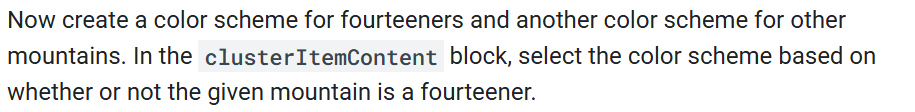 Now create a color scheme for fourteeners and another color scheme for other
mountains. In the clusterItemContent block, select the color scheme based on
whether or not the given mountain is a fourteener.